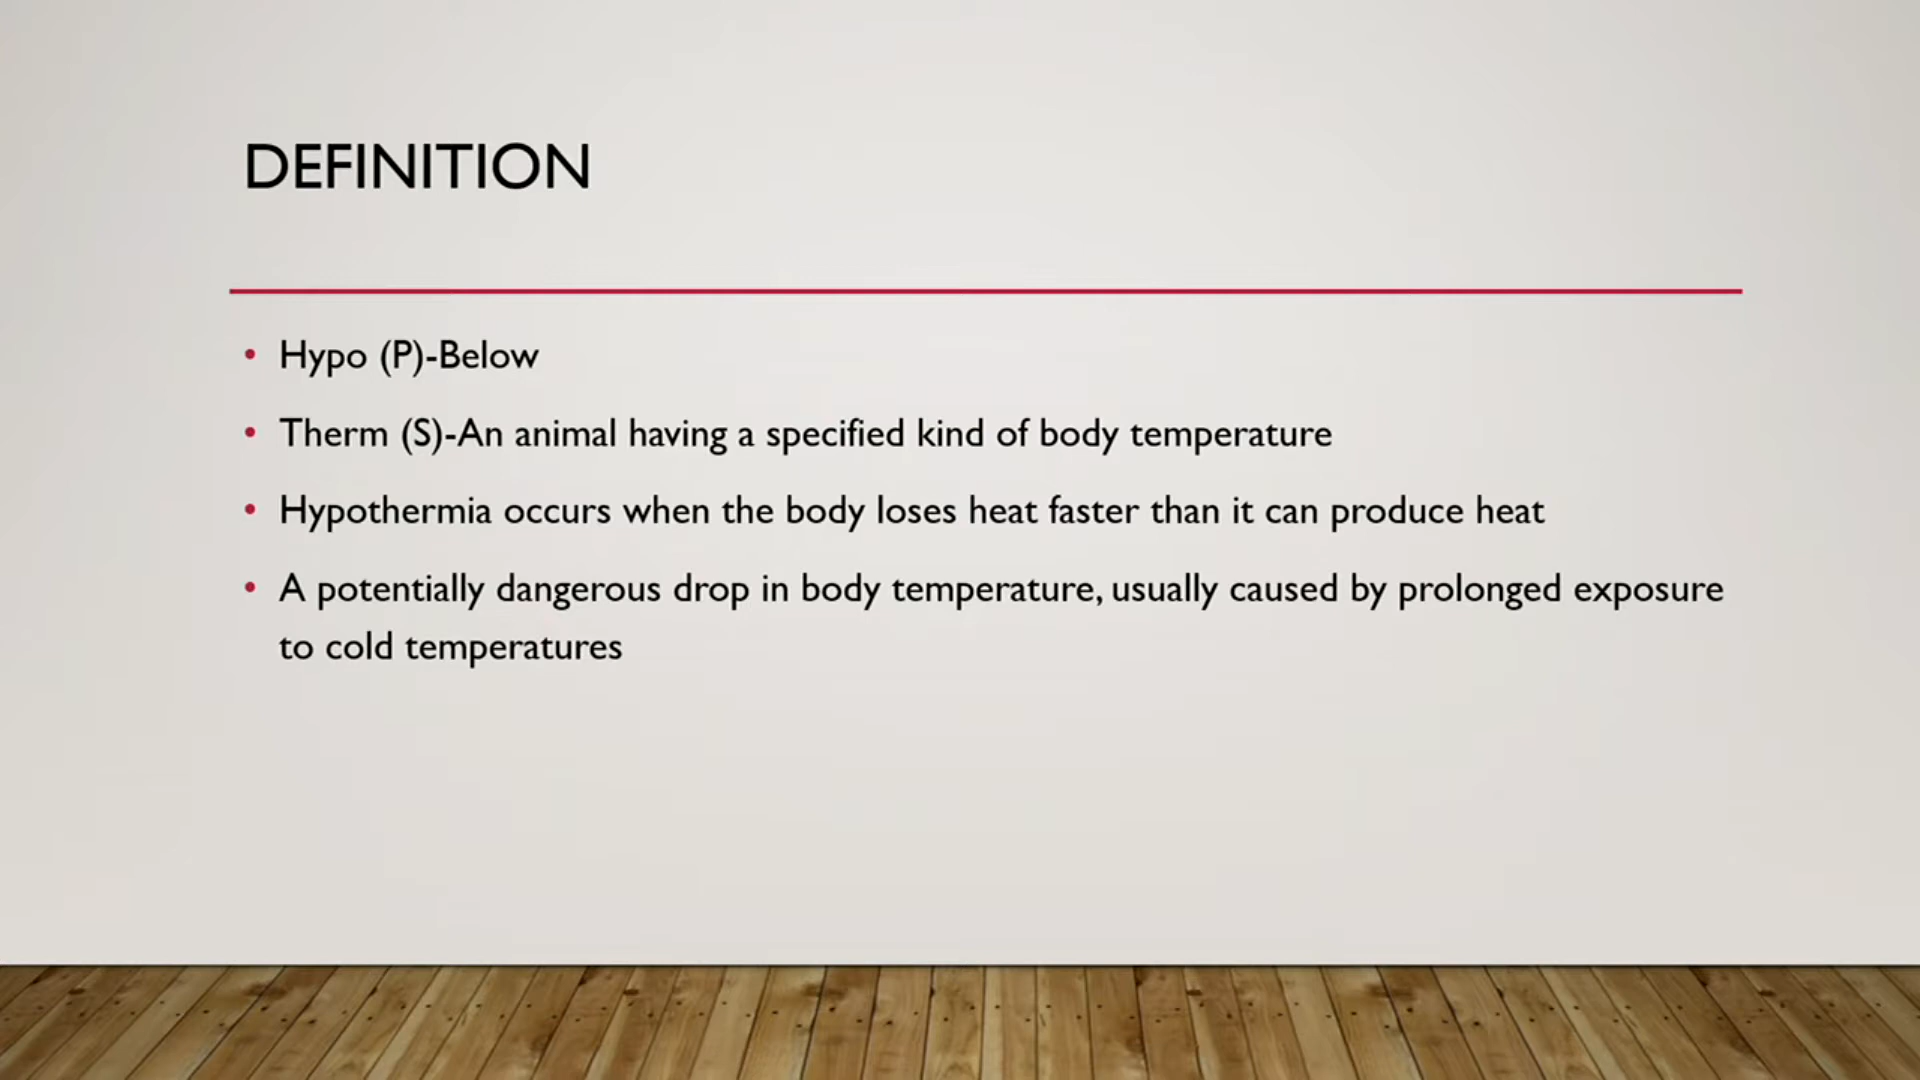 DEFINITION
• Hypo (P)-Below
• Therm (S)-An animal having a specified kind of body temperature
• Hypothermia occurs when the body loses heat faster than it can produce heat
• A potentially dangerous drop in body temperature, usually caused by prolonged exposure
to cold temperatures